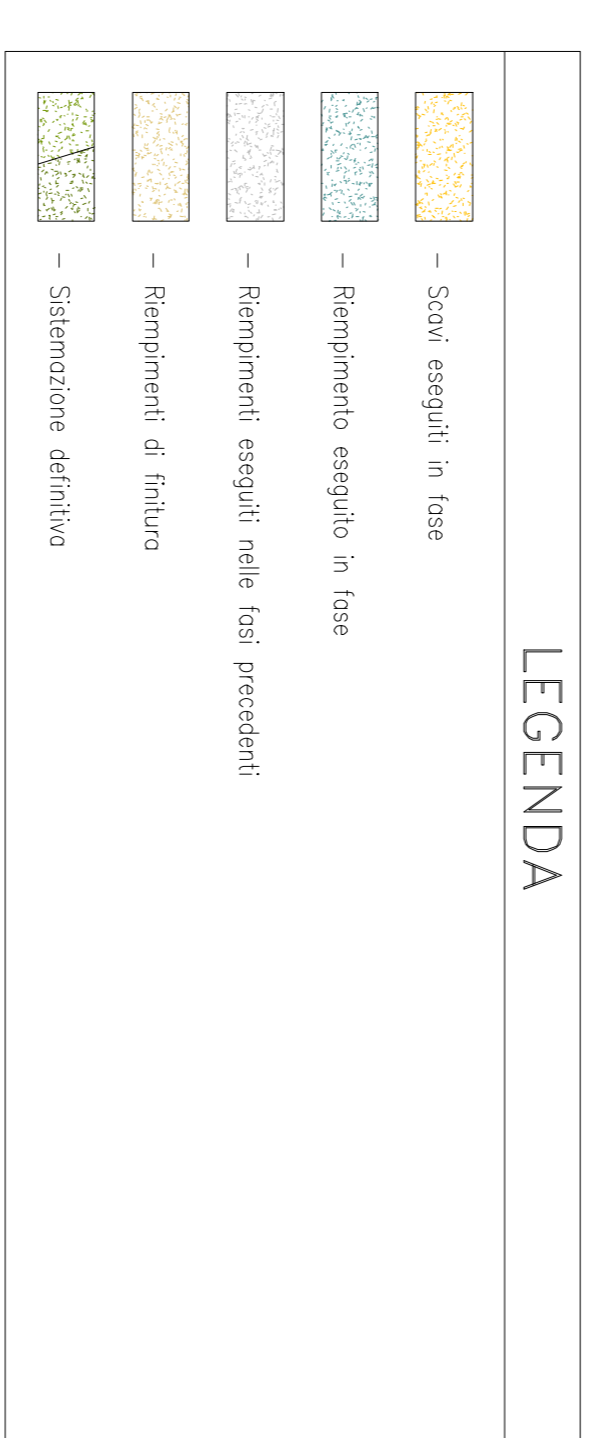 LEGENDA
– Scavi eseguiti in fase
– Riempimento eseguito in fase
– Riempimenti eseguiti nelle fasi precedenti
– Riempimenti di finitura
– Sistemazione definitiva